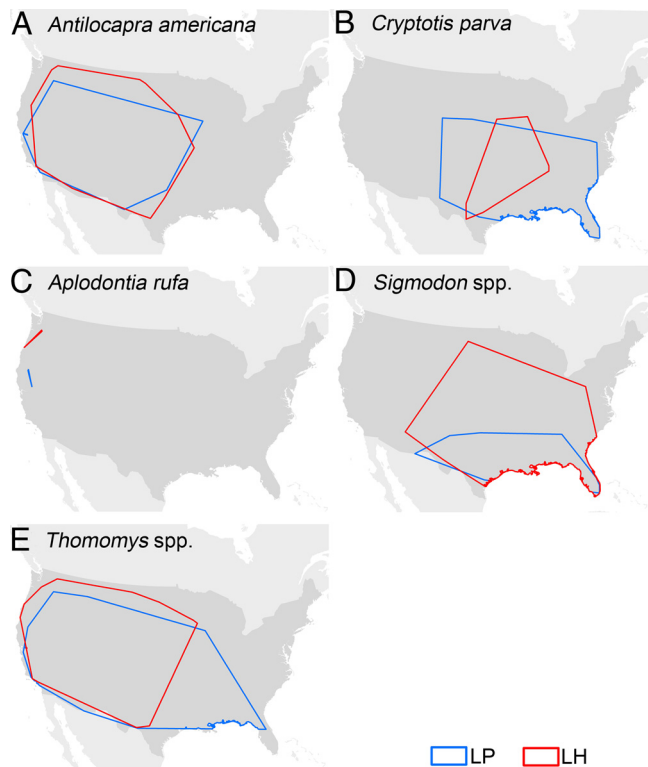 A Antilocapra americana
B Cryptotis parva
C Aplodontia rufa
D Sigmodon spp.
E Thomomys spp.
LP LH